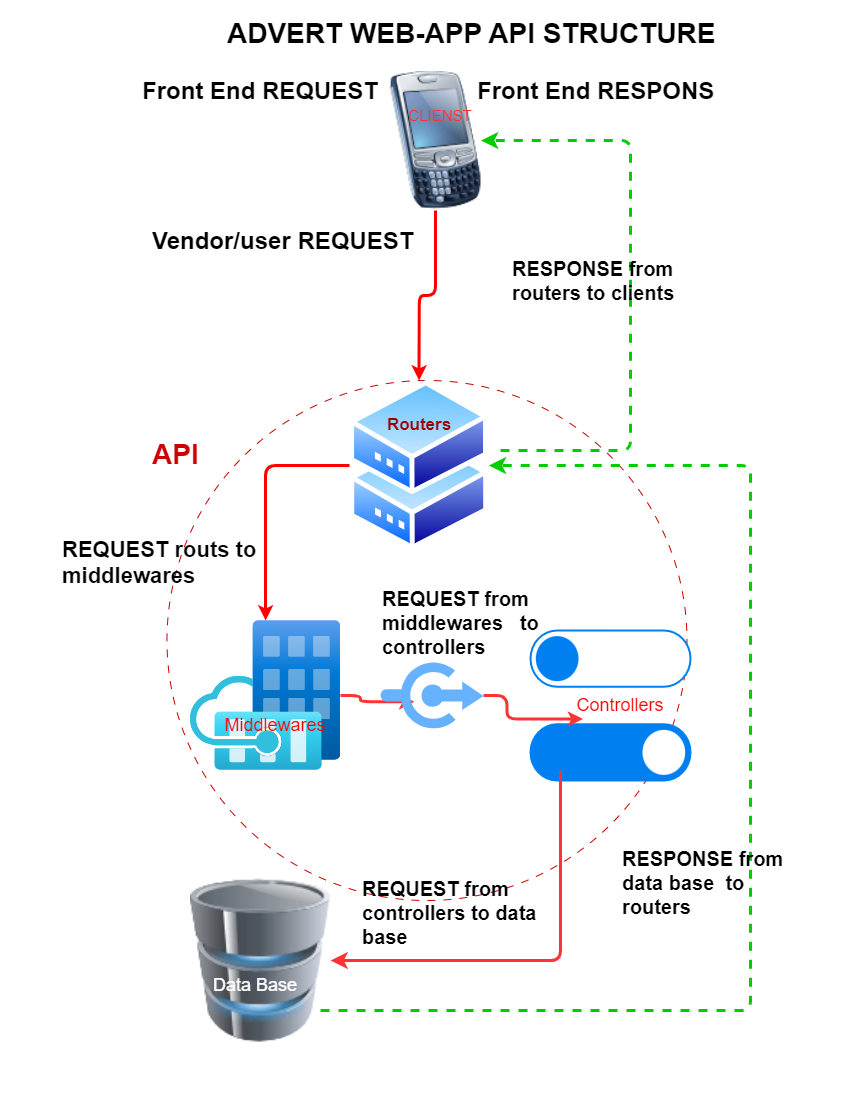 ADVERT WEB-APP API STRUCTURE
Front End REQUEST
Front End RESPONS
CLIENST
Vendor/user REQUEST
RESPONSE from
routers to clients
Routers
API
REQUEST routs to
middlewares
REQUEST from
middlewares to
controllers
Controllers
Middlewares
RESPONSE from
data base to
routers
REQUEST from
controllers to data
base
Data Base